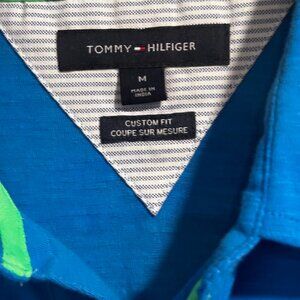 TOMMY HILFIGER
M
MADE IN
INDIA
CUSTOM FIT
COUPE SUR MESURE